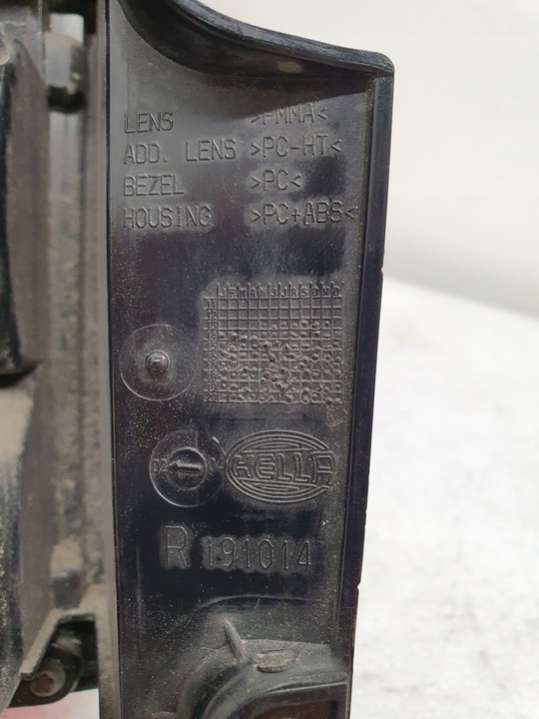 LENS >PMMA<
ADD. LENS >PC-HT<
BEZEL >PC<
HOUSING >PC+ABS<
J F M A M J J A S O N D
HELLA
R 191014